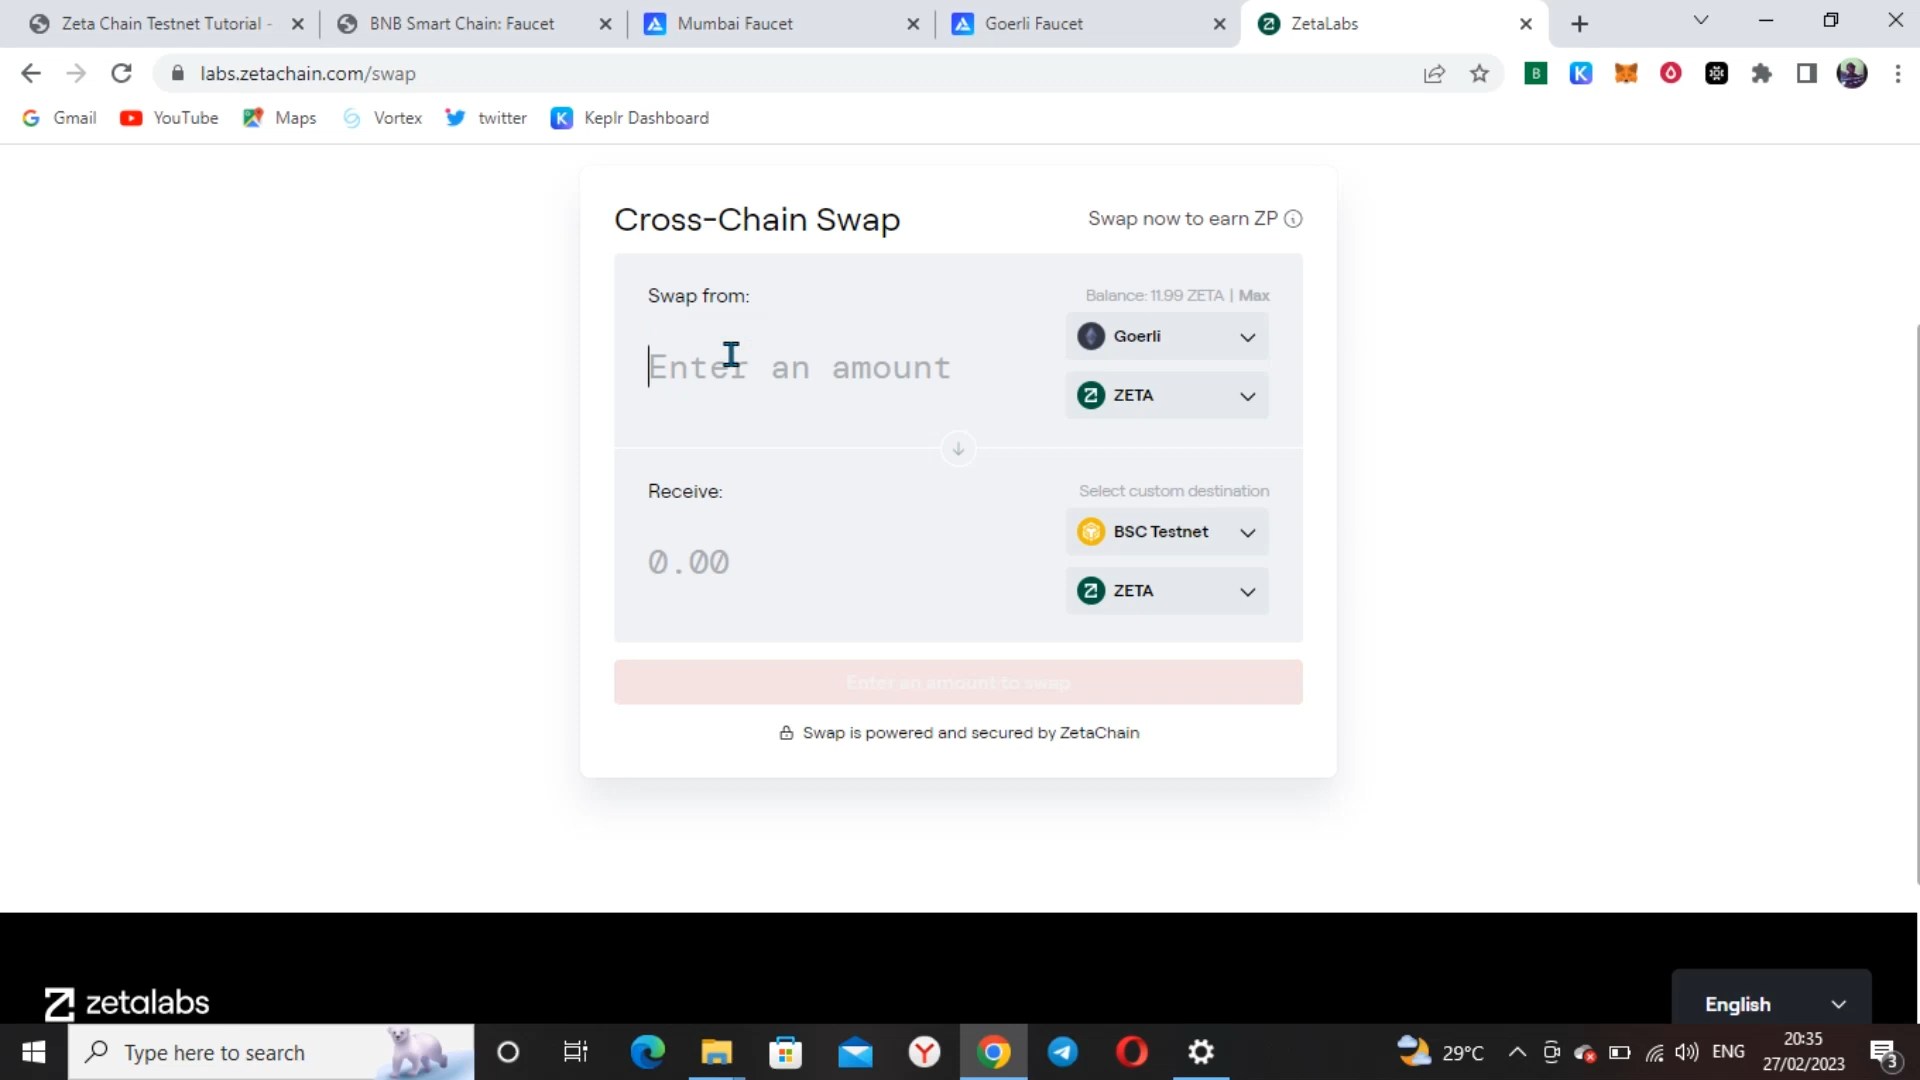 Zeta Chain Testnet Tutorial -
BNB Smart Chain: Faucet
Mumbai Faucet
Goerli Faucet
ZetaLabs
labs.zetachain.com/swap
Gmail
YouTube
Maps
Vortex
twitter
Keplr Dashboard
Cross-Chain Swap
Swap now to earn ZP
Swap from:
Balance: 11.99 ZETA | Max
Goerli
Enter an amount
ZETA
Receive:
Select custom destination
BSC Testnet
0.00
ZETA
Enter an amount to swap
Swap is powered and secured by ZetaChain
zetalabs
English
Type here to search
29°C
ENG
20:35
27/02/2023
3